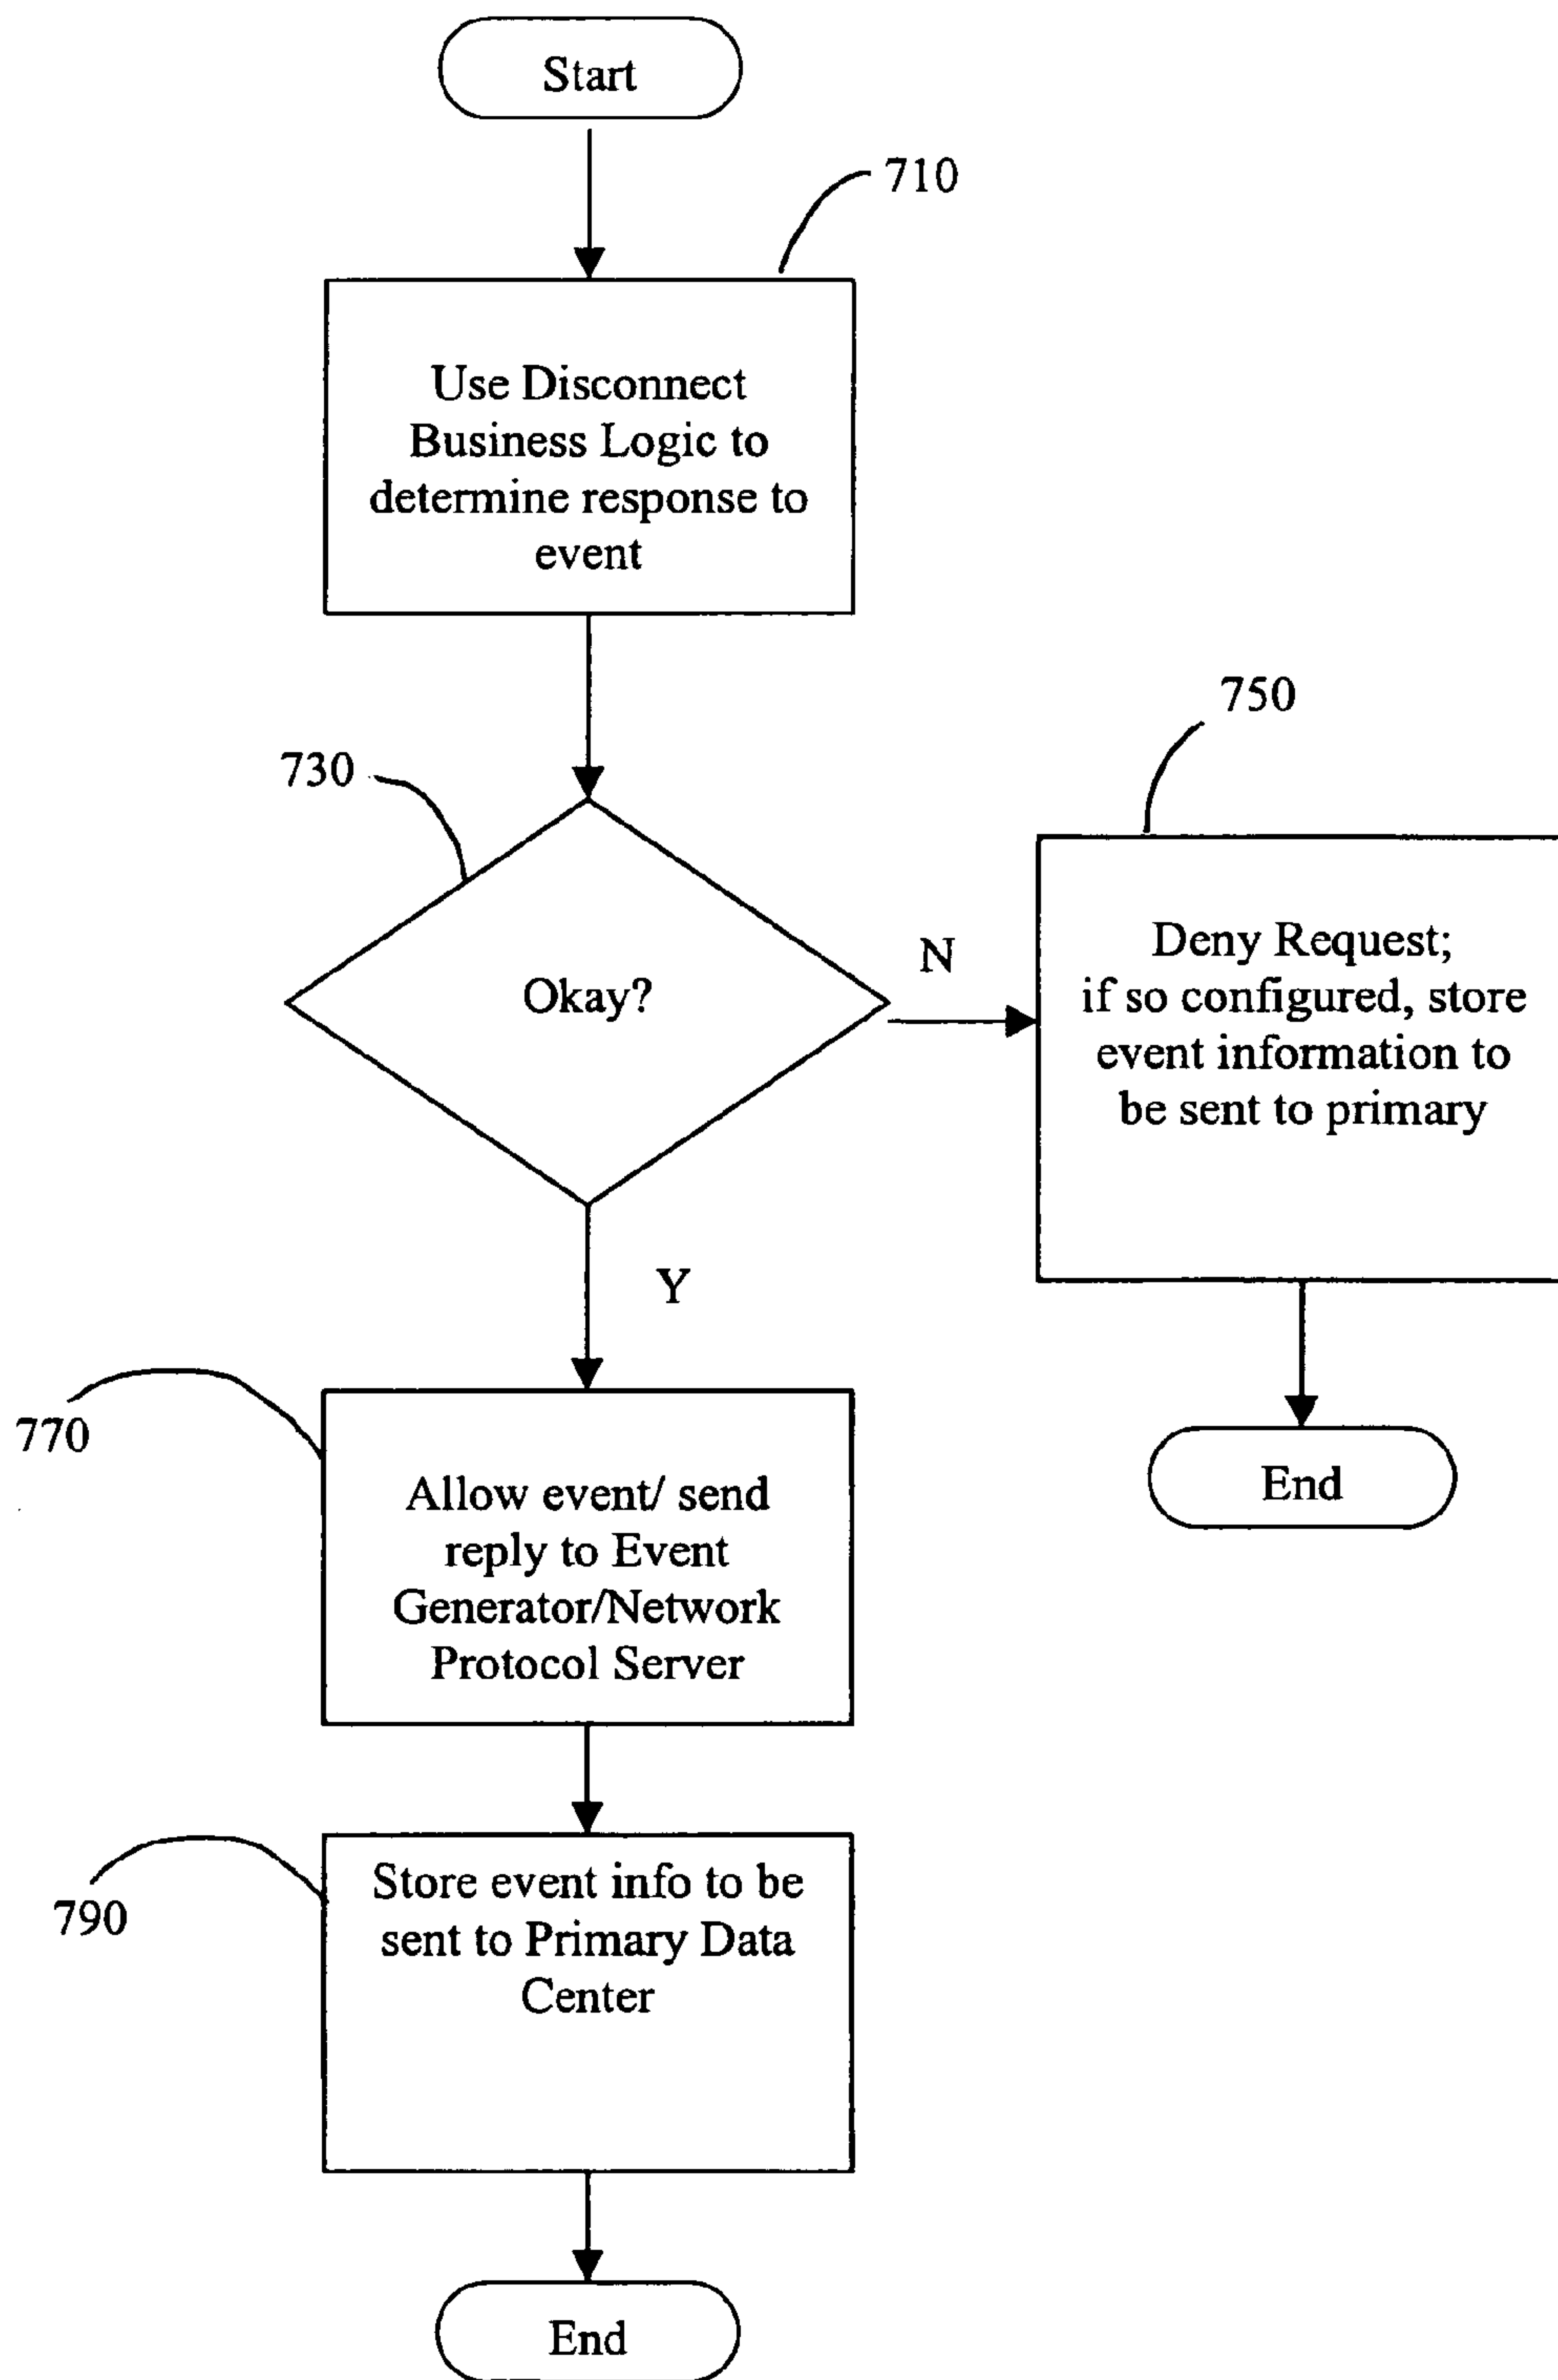 Start
710
Use Disconnect
Business Logic to
determine response to
event
730
Okay?
N
750
Deny Request;
if so configured, store
event information to
be sent to primary
End
Y
770
Allow event/ send
reply to Event
Generator/Network
Protocol Server
790
Store event info to be
sent to Primary Data
Center
End